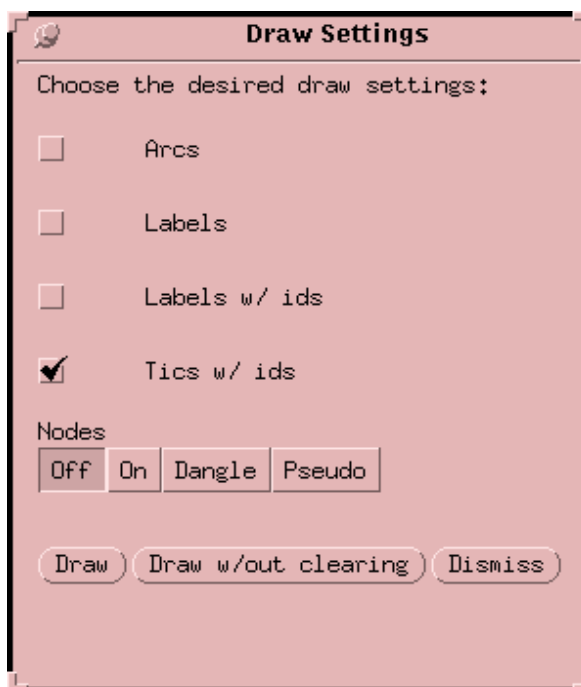 Draw Settings
Choose the desired draw settings:
Arcs
Labels
Labels w/ ids
Tics w/ ids
Nodes
Off On Dangle Pseudo
Draw Draw w/out clearing Dismiss